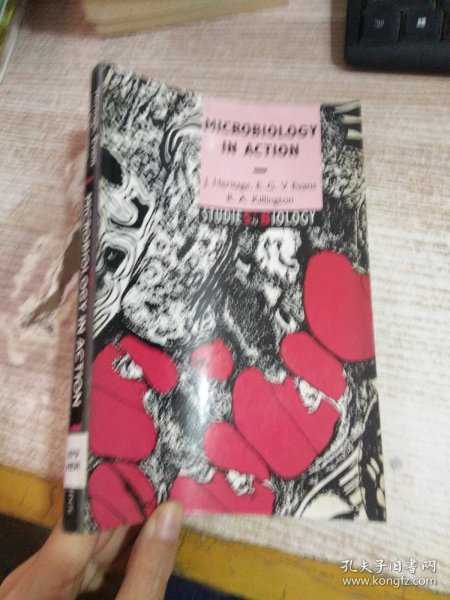 MICROBIOLOGY
IN ACTION
J. Heritage, E. G. V. Evans
R. A. Killington
STUDIES IN BIOLOGY
MICROBIOLOGY IN ACTION
孔夫子旧书网
www.kongfz.com